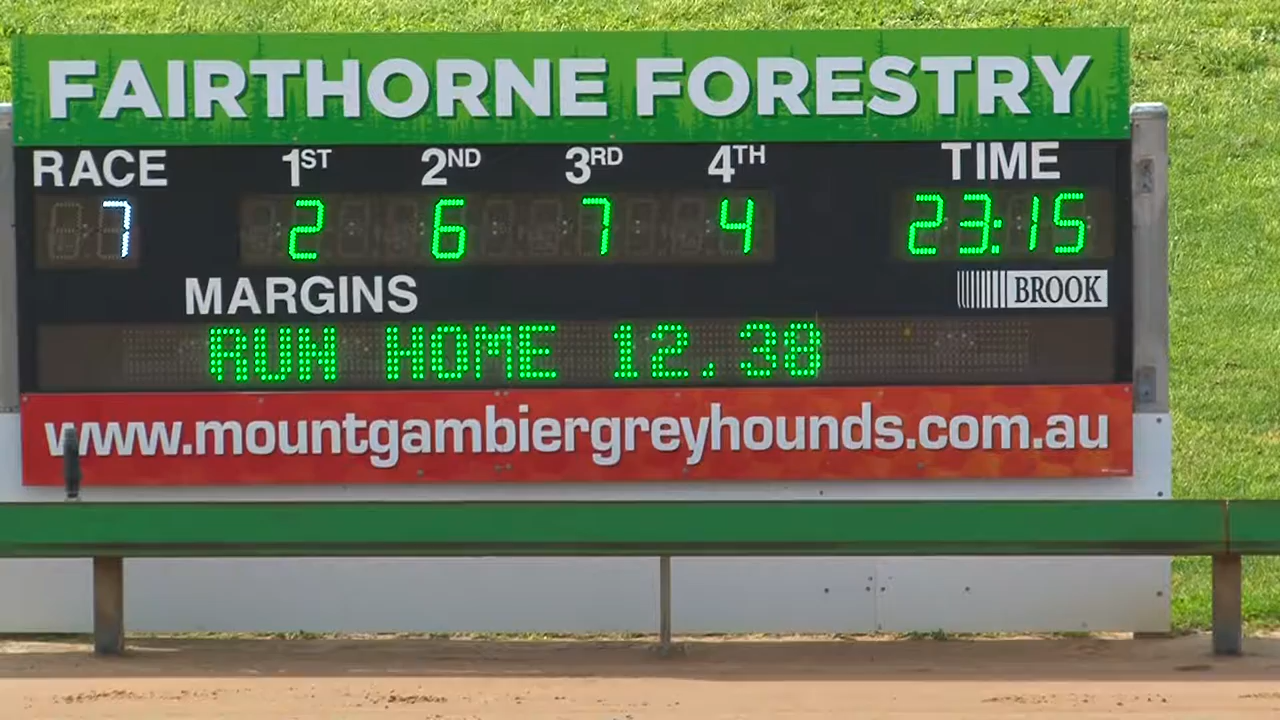 FAIRTHORNE FORESTRY
RACE 1ST 2ND 3RD 4TH TIME
7 2 6 7 4 23:15
MARGINS BROOK
RUN HOME 12.38
www.mountgambiergreyhounds.com.au